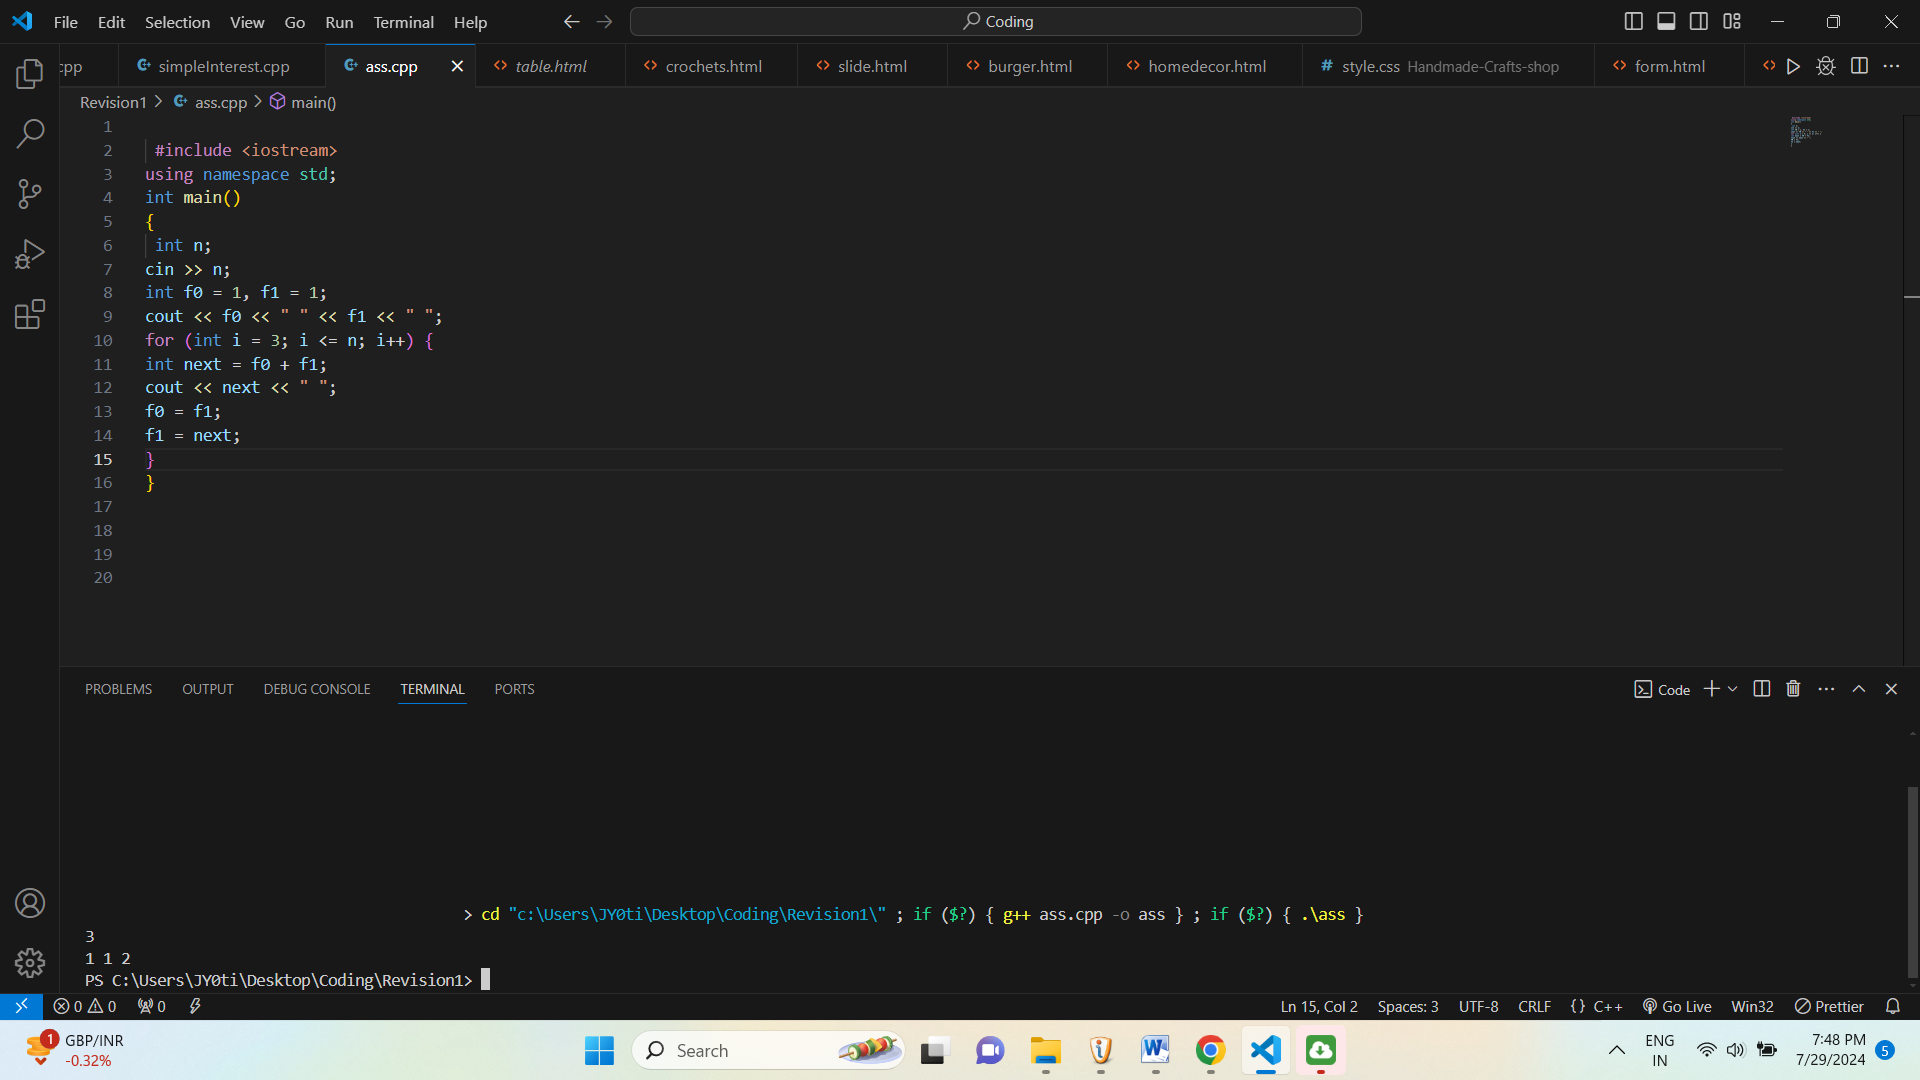 File Edit Selection View Go Run Terminal Help Coding
cpp simpleInterest.cpp ass.cpp table.html crochets.html slide.html burger.html homedecor.html # style.css Handmade-Crafts-shop form.html
Revision1 > ass.cpp > main()
1
2 #include <iostream>
3 using namespace std;
4 int main()
5 {
6 int n;
7 cin >> n;
8 int f0 = 1, f1 = 1;
9 cout << f0 << " " << f1 << " ";
10 for (int i = 3; i <= n; i++) {
11 int next = f0 + f1;
12 cout << next << " ";
13 f0 = f1;
14 f1 = next;
15 }
16 }
17
18
19
20
PROBLEMS OUTPUT DEBUG CONSOLE TERMINAL PORTS Code
> cd "c:\Users\JY0ti\Desktop\Coding\Revision1\" ; if ($?) { g++ ass.cpp -o ass } ; if ($?) { .\ass }
3
1 1 2
PS C:\Users\JY0ti\Desktop\Coding\Revision1>
0 0 0 Ln 15, Col 2 Spaces: 3 UTF-8 CRLF {} C++ Go Live Win32 Prettier
1 GBP/INR
-0.32%
Search
ENG
IN
7:48 PM
7/29/2024
5